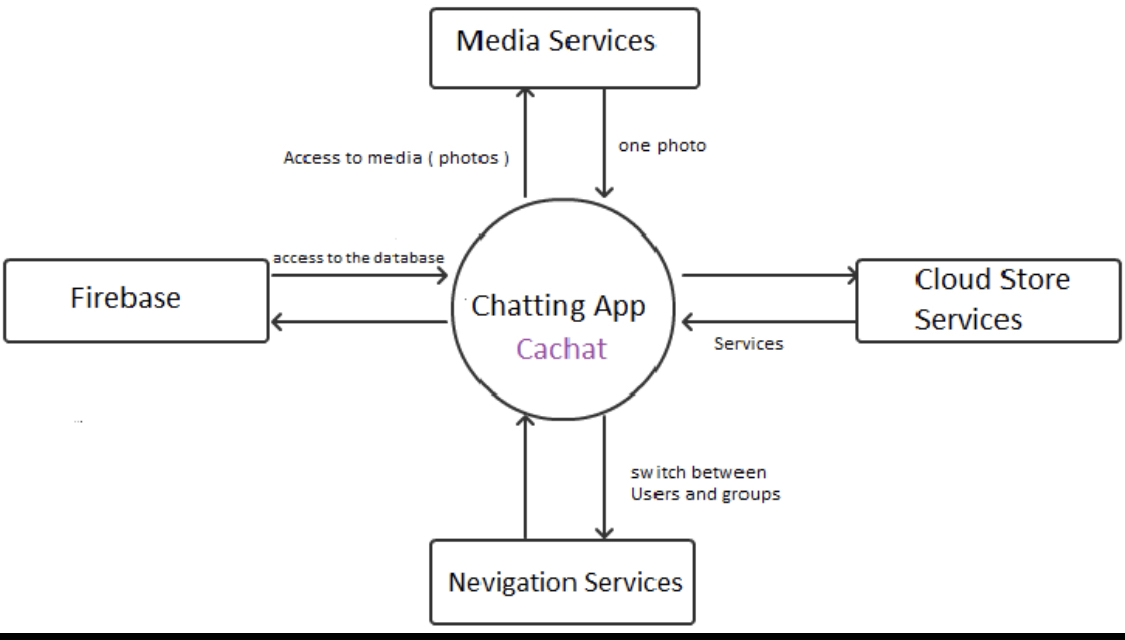 Media Services
Access to media ( photos )
one photo
access to the database
Firebase
Chatting App
Cachat
Cloud Store
Services
Services
switch between
Users and groups
Nevigation Services